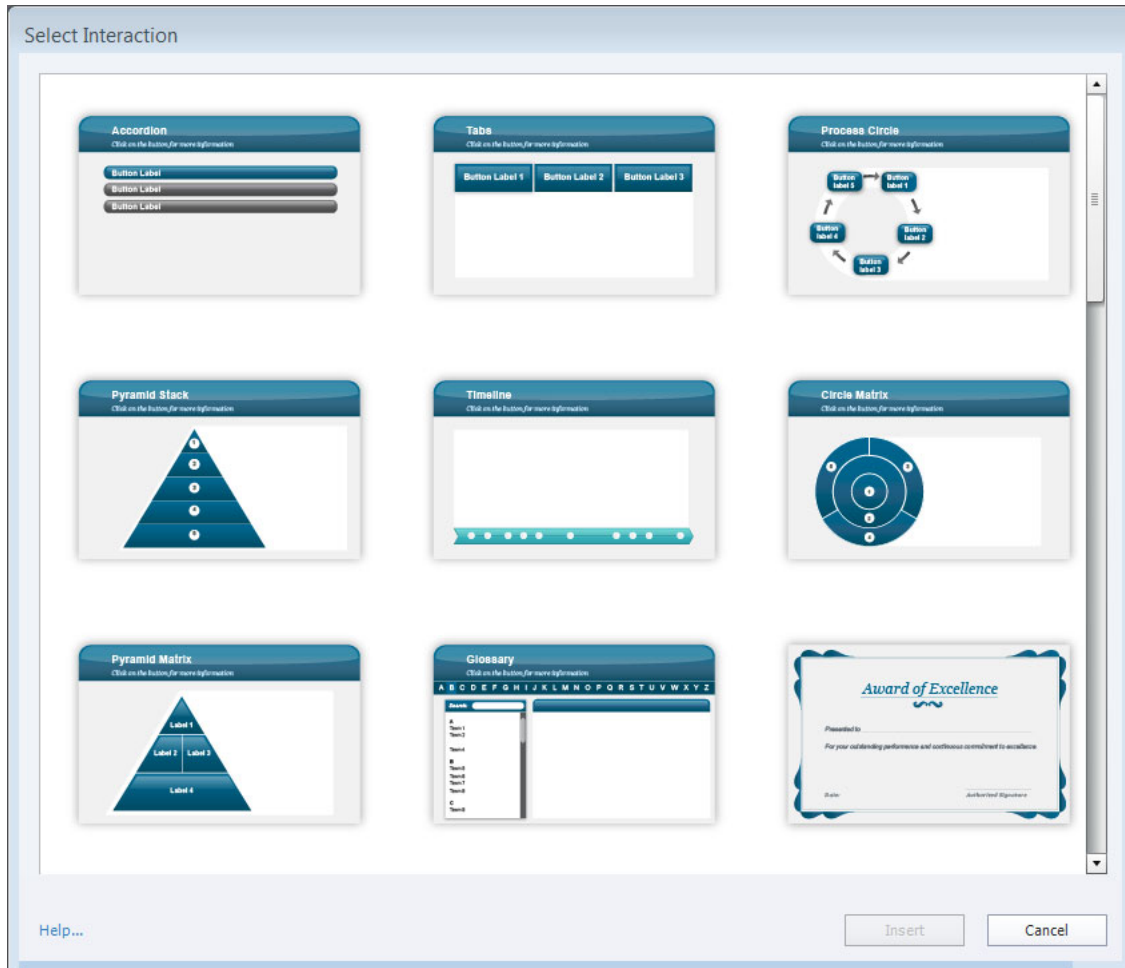 Select Interaction
Accordion
Click on the button for more information
Button Label
Button Label
Button Label
Tabs
Click on the button for more information
Button Label 1 Button Label 2 Button Label 3
Process Circle
Click on the button for more information
Button label 5
Button label 1
Button label 4
Button label 2
Button label 3
Pyramid Stack
Click on the button for more information
1
2
3
4
5
Timeline
Click on the button for more information
Circle Matrix
Click on the button for more information
Pyramid Matrix
Click on the button for more information
Label 1
Label 2 Label 3
Label 4
Glossary
Click on the button for more information
A B C D E F G H I J K L M N O P Q R S T U V W X Y Z
Search:
A
Term 1
Term 2
Term 4
B
Term 5
Term 6
Term 7
Term 8
C
Award of Excellence
Presented to
For your outstanding performance and continuous commitment to excellence.
Date:
Authorized Signature
Help...
Insert
Cancel